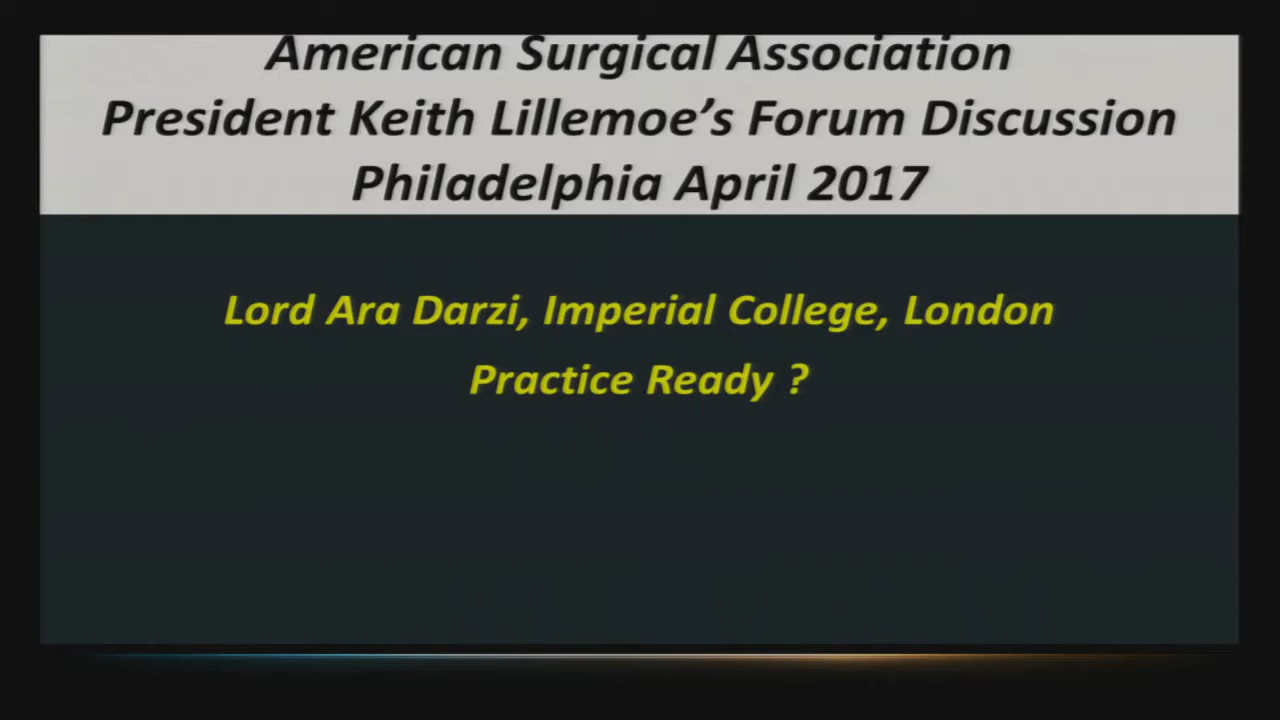 American Surgical Association
President Keith Lillemoe’s Forum Discussion
Philadelphia April 2017
Lord Ara Darzi, Imperial College, London
Practice Ready ?